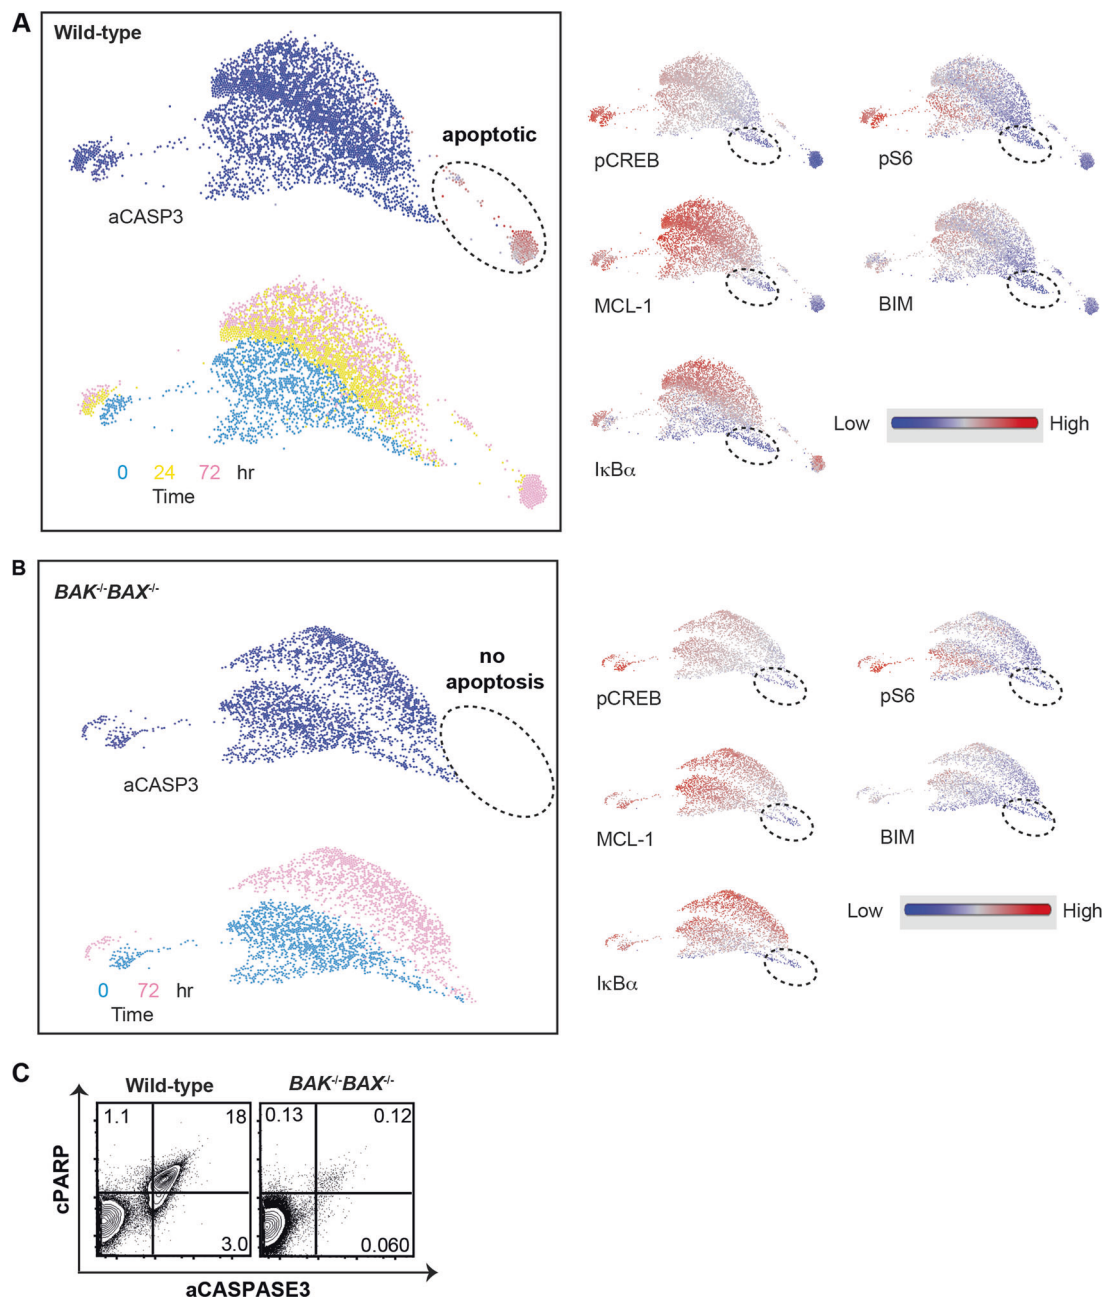 A
Wild-type
apoptotic
aCASP3
0 24 72 hr
Time
pCREB
pS6
MCL-1
BIM
IκBα
Low
High
B
BAK-/-BAX-/-
no
apoptosis
aCASP3
0 72 hr
Time
pCREB
pS6
MCL-1
BIM
IκBα
Low
High
C
Wild-type
BAK-/-BAX-/-
1.1
18
0.13
0.12
cPARP
3.0
0.060
aCASPASE3